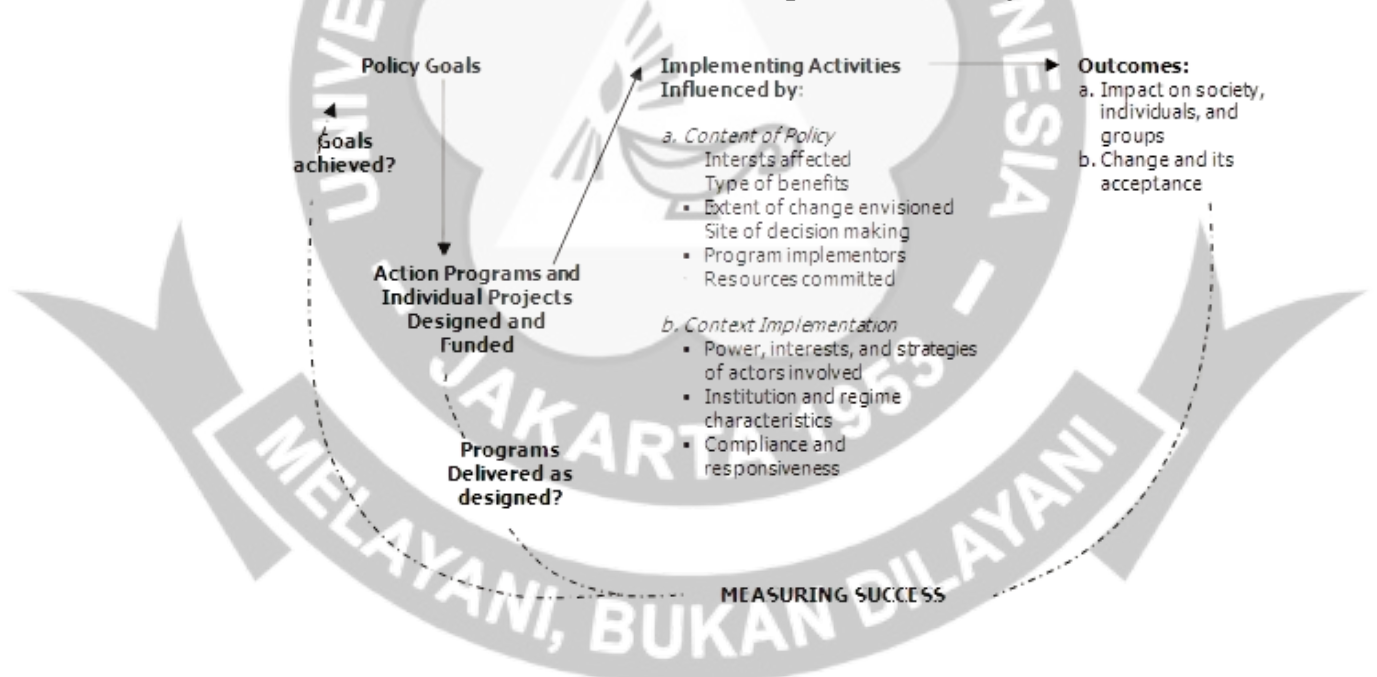 Policy Goals
Goals
achieved?
Action Programs and
Individual Projects
Designed and
Funded
Programs
Delivered as
designed?
Implementing Activities
Influenced by:
a. Content of Policy
Intersts affected
Type of benefits
▪ Extent of change envisioned
Site of decision making
▪ Program implementors
Resources committed
b. Context Implementation
▪ Power, interests, and strategies
of actors involved
▪ Institution and regime
characteristics
▪ Compliance and
responsiveness
Outcomes:
a. Impact on society,
individuals, and
groups
b. Change and its
acceptance
MEASURING SUCCESS
JAKARTA 1953
MELAYANI, BUKAN DILAYANI